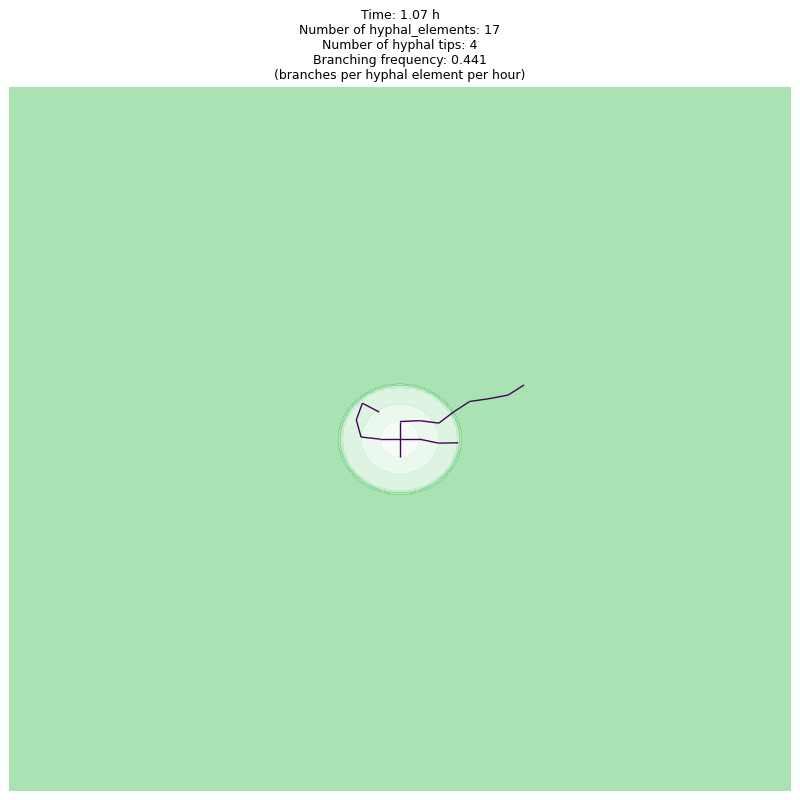 Time: 1.07 h
Number of hyphal_elements: 17
Number of hyphal tips: 4
Branching frequency: 0.441
(branches per hyphal element per hour)